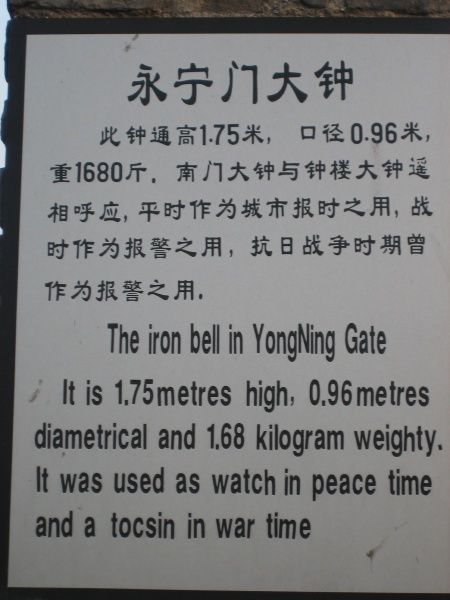 永宁门大钟
此钟通高1.75米, 口径0.96米,
重1680斤. 南门大钟与钟楼大钟遥
相呼应, 平时作为城市报时之用, 战
时作为报警之用, 抗日战争时期曾
作为报警之用.
The iron bell in YongNing Gate
It is 1.75metres high, 0.96metres
diametrical and 1.68 kilogram weighty.
It was used as watch in peace time
and a tocsin in war time